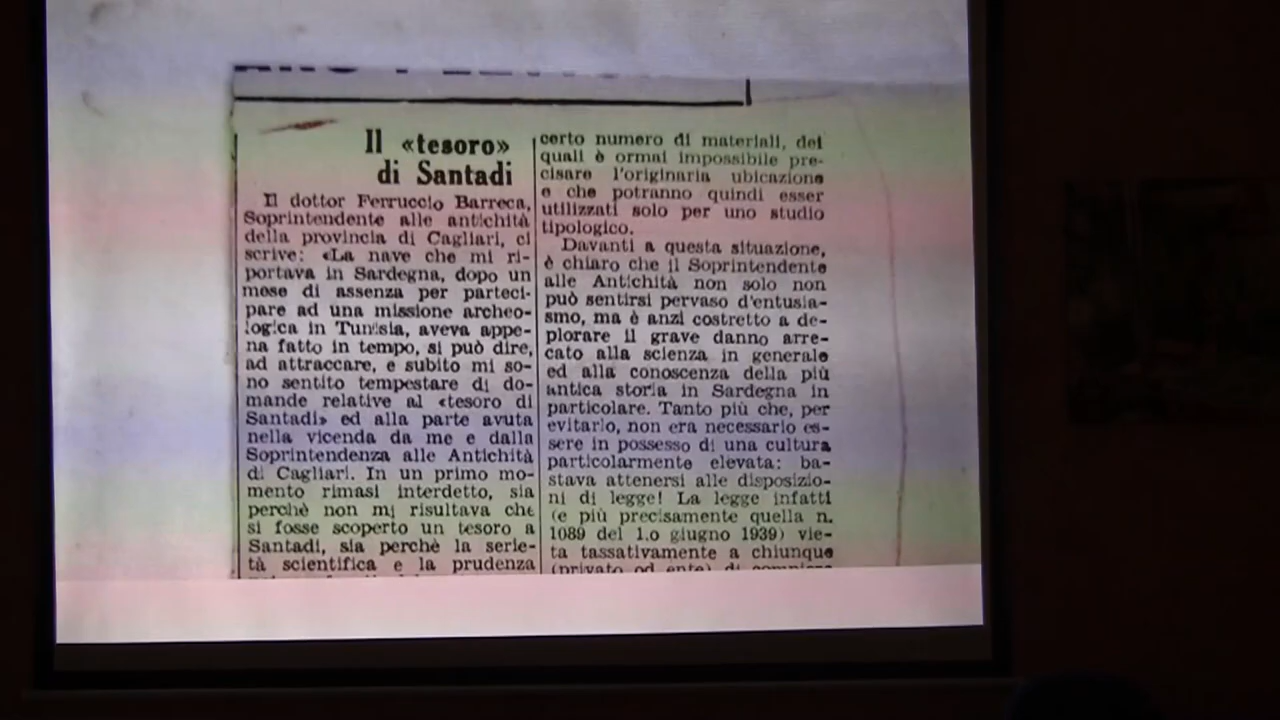 Il «tesoro»
di Santadi
Il dottor Ferruccio Barreca,
Soprintendente alle antichità
della provincia di Cagliari, ci
scrive: «La nave che mi ri-
portava in Sardegna, dopo un
mese di assenza per parteci-
pare ad una missione archeo-
logica in Tunisia, aveva appe-
na fatto in tempo, si può dire,
ad attraccare, e subito mi so-
no sentito tempestare di do-
mande relative al «tesoro di
Santadi» ed alla parte avuta
nella vicenda da me e dalla
Soprintendenza alle Antichità
di Cagliari. In un primo mo-
mento rimasi interdetto, sia
perchè non mi risultava che
si fosse scoperto un tesoro a
Santadi, sia perchè la serie-
tà scientifica e la prudenza
certo numero di materiali, dei
quali è ormai impossibile pre-
cisare l'originaria ubicazione
e che potranno quindi esser
utilizzati solo per uno studio
tipologico.
Davanti a questa situazione,
è chiaro che il Soprintendente
alle Antichità non solo non
può sentirsi pervaso d'entusia-
smo, ma è anzi costretto a de-
plorare il grave danno arre-
cato alla scienza in generale
ed alla conoscenza della più
antica storia in Sardegna in
particolare. Tanto più che, per
evitarlo, non era necessario es-
sere in possesso di una cultura
particolarmente elevata: ba-
stava attenersi alle disposizio-
ni di legge! La legge infatti
(e più precisamente quella n.
1089 del 1.o giugno 1939) vie-
ta tassativamente a chiunque
(privato od ente) di